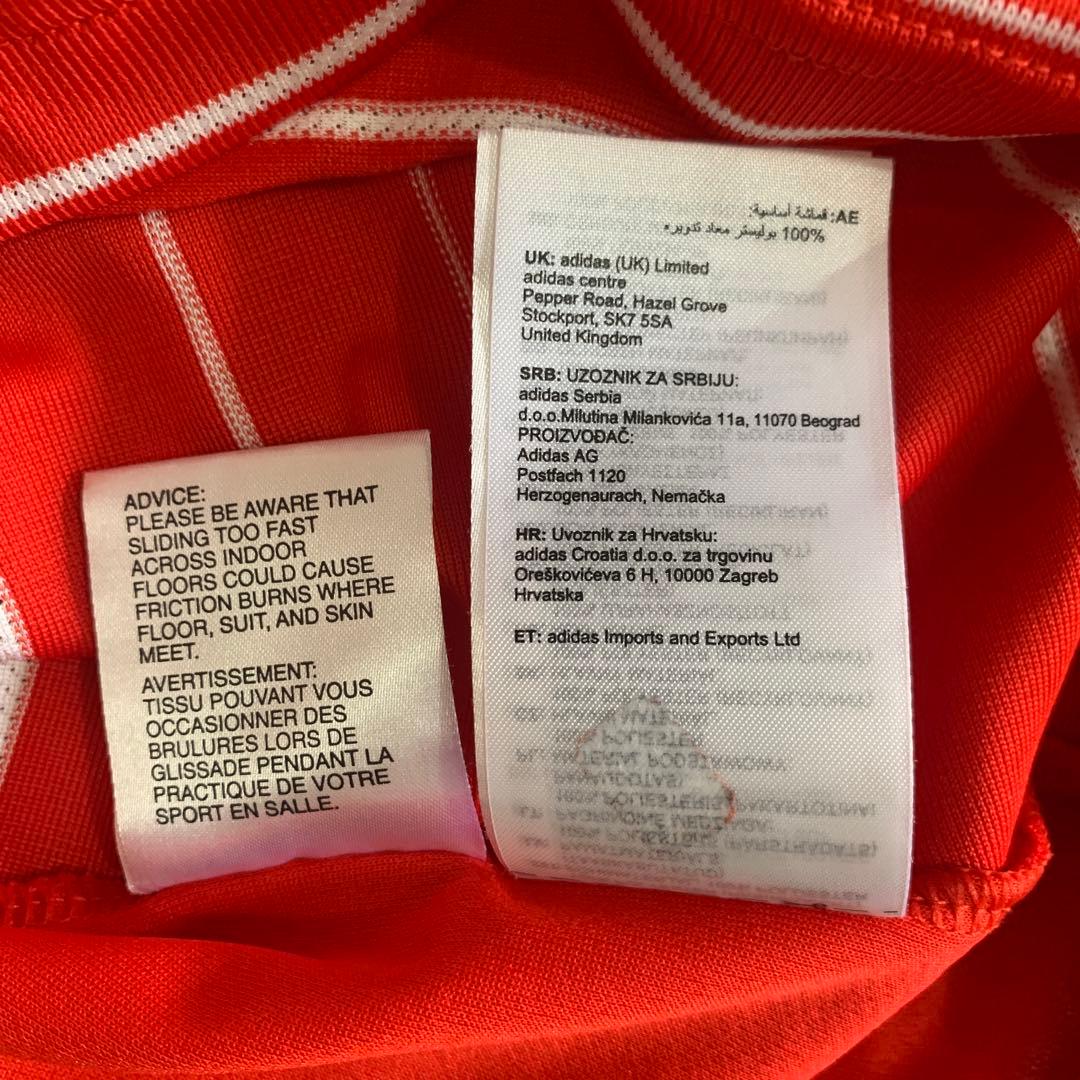 ADVICE:
PLEASE BE AWARE THAT
SLIDING TOO FAST
ACROSS INDOOR
FLOORS COULD CAUSE
FRICTION BURNS WHERE
FLOOR, SUIT, AND SKIN
MEET.
AVERTISSEMENT:
TISSU POUVANT VOUS
OCCASIONNER DES
BRULURES LORS DE
GLISSADE PENDANT LA
PRACTIQUE DE VOTRE
SPORT EN SALLE.
AE: قماشة أساسية:
100% بوليستر معاد تدويره
UK: adidas (UK) Limited
adidas centre
Pepper Road, Hazel Grove
Stockport, SK7 5SA
United Kingdom
SRB: UZOZNIK ZA SRBIJU:
adidas Serbia
d.o.o.Milutina Milankovića 11a, 11070 Beograd
PROIZVOĐAČ:
Adidas AG
Postfach 1120
Herzogenaurach, Nemačka
HR: Uvoznik za Hrvatsku:
adidas Croatia d.o.o. za trgovinu
Oreškovićeva 6 H, 10000 Zagreb
Hrvatska
ET: adidas Imports and Exports Ltd